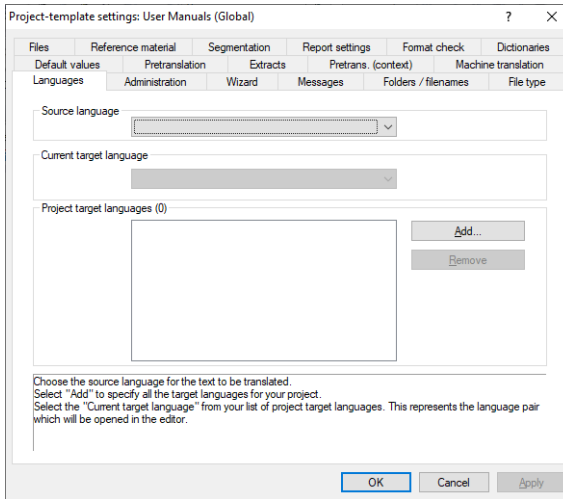 Project-template settings: User Manuals (Global)
? ×
Files Reference material Segmentation Report settings Format check Dictionaries
Default values Pretranslation Extracts Pretrans. (context) Machine translation
Languages Administration Wizard Messages Folders / filenames File type
Source language
Current target language
Project target languages (0)
Add...
Remove
Choose the source language for the text to be translated.
Select "Add" to specify all the target languages for your project.
Select the "Current target language" from your list of project target languages. This represents the language pair
which will be opened in the editor.
OK Cancel Apply